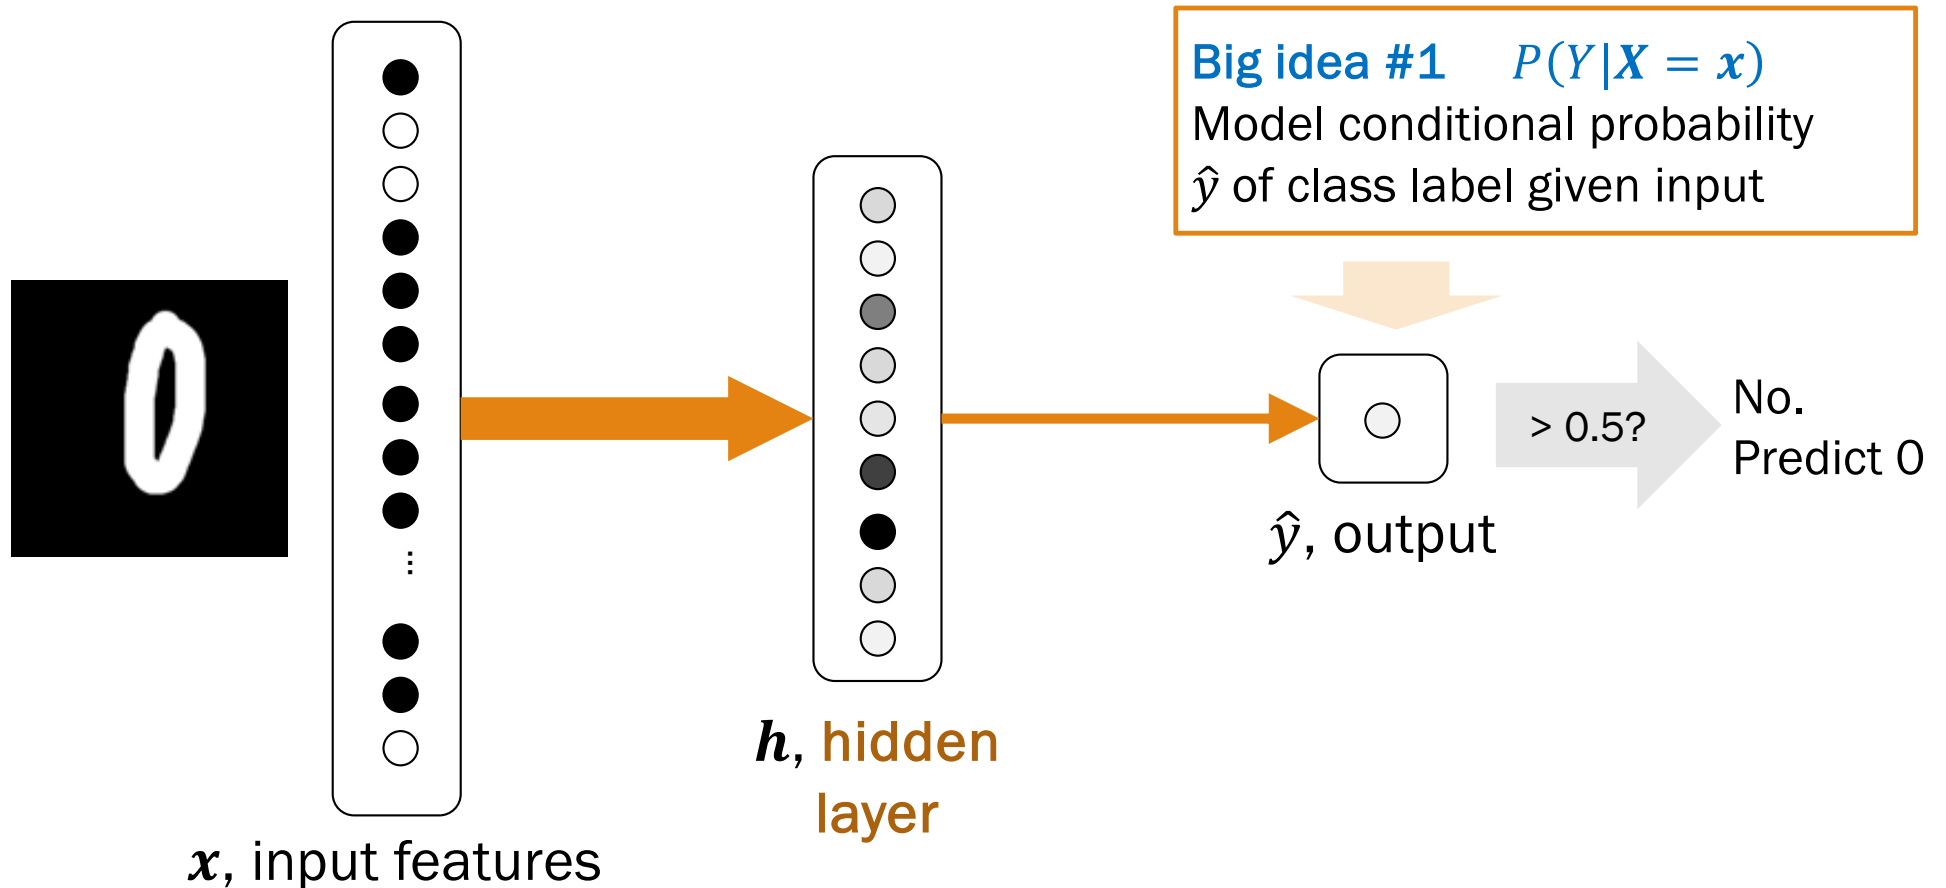 Big idea #1 P(Y|X = x)
Model conditional probability
ŷ of class label given input
0
> 0.5?
No.
Predict 0
ŷ, output
...
h, hidden
layer
x, input features